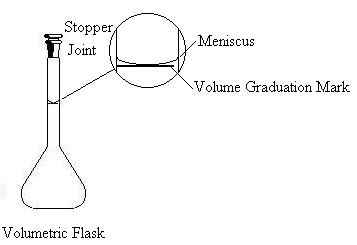 Stopper
Joint
Meniscus
Volume Graduation Mark
Volumetric Flask